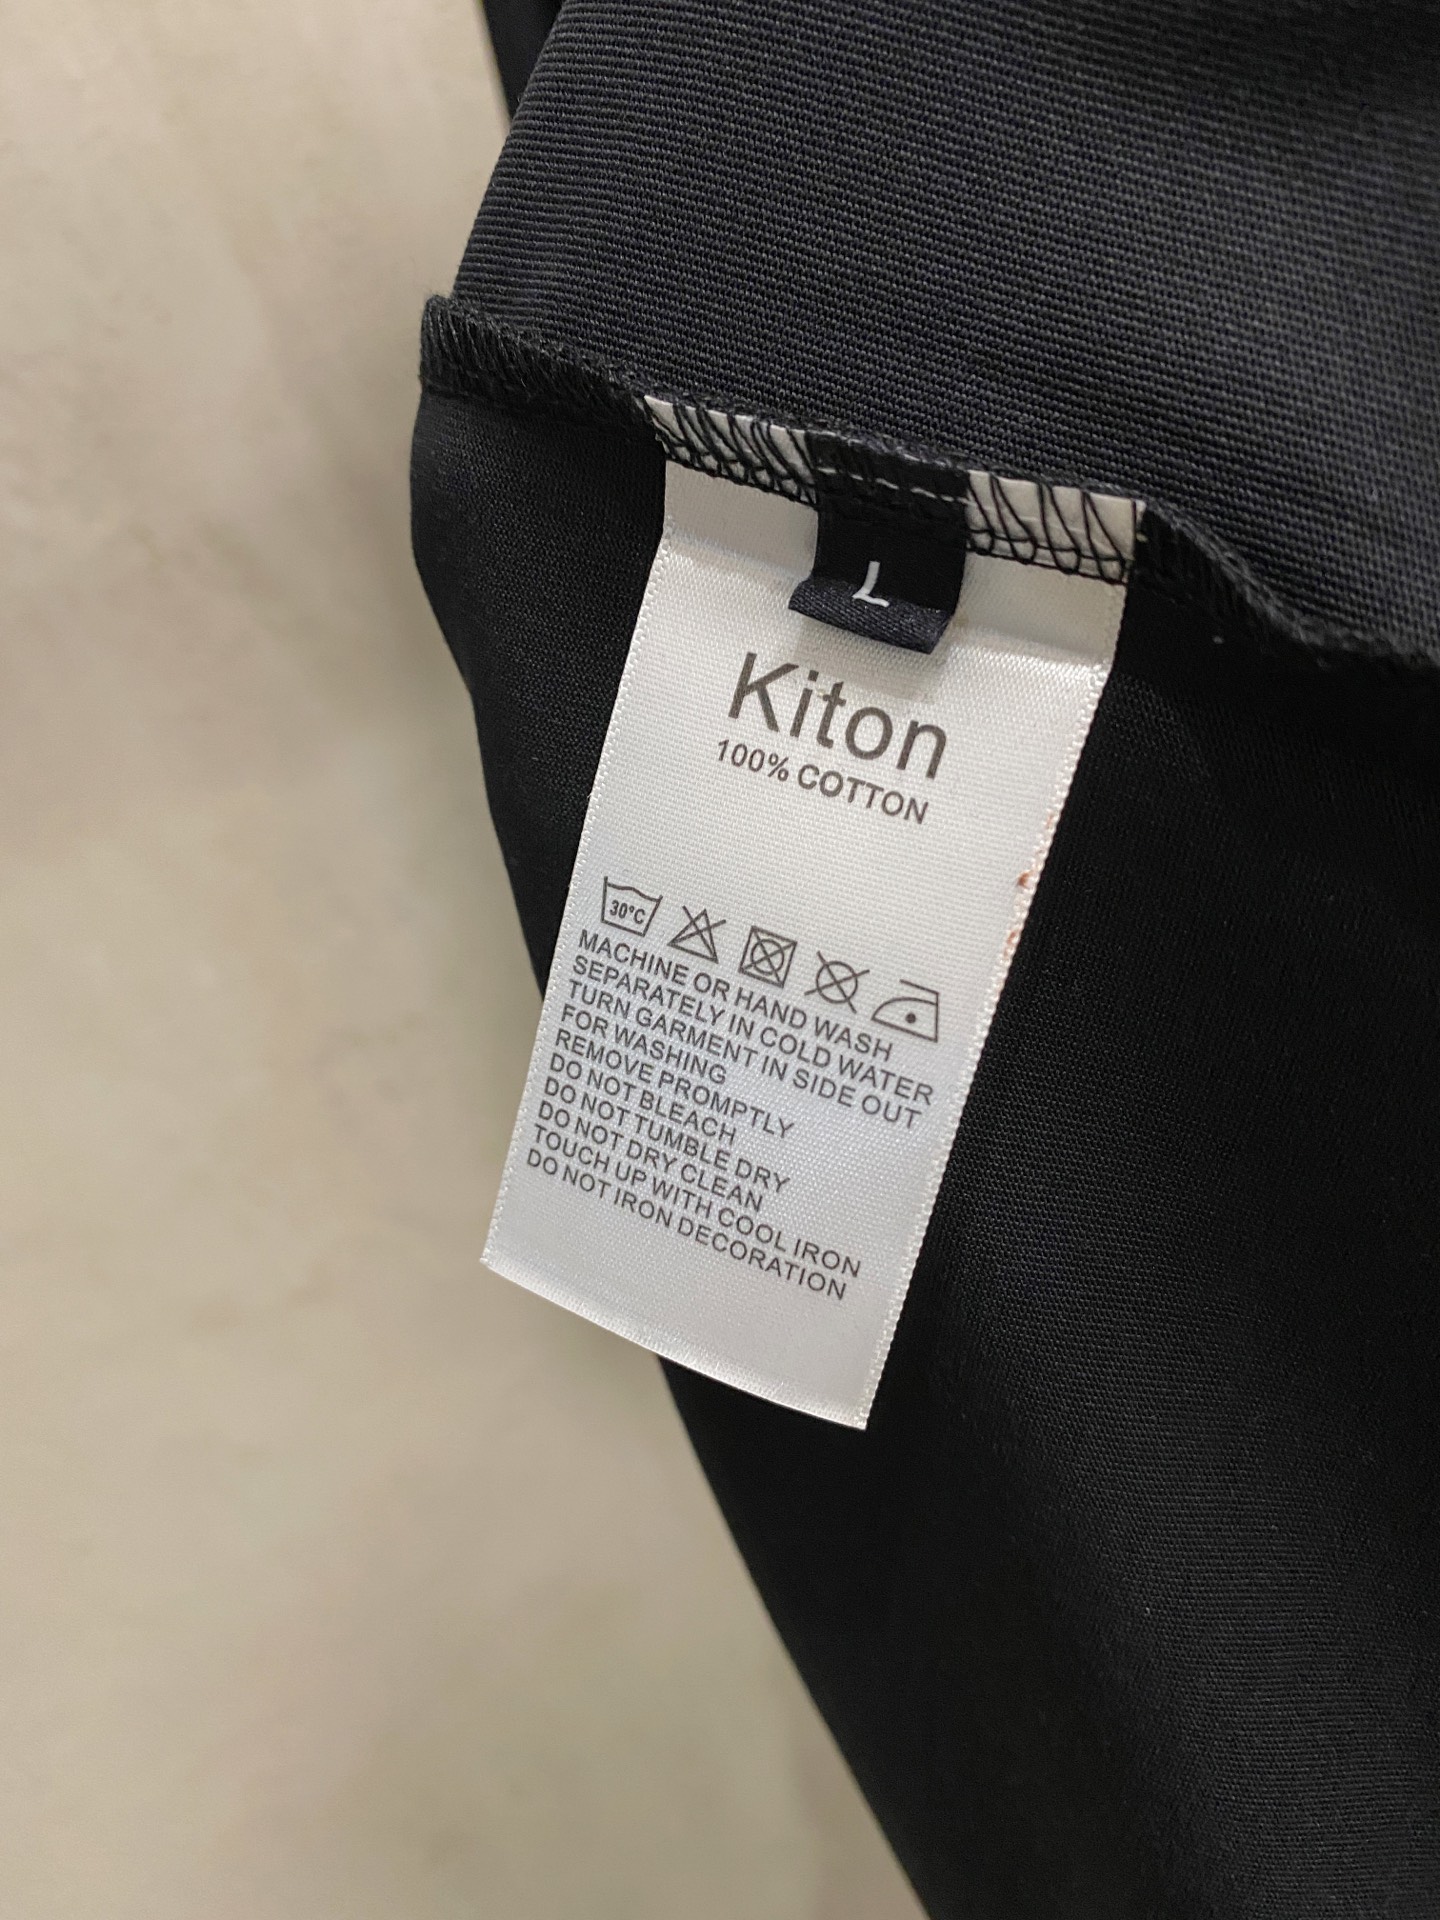 L
Kiton
100% COTTON
30°C
MACHINE OR HAND WASH
SEPARATELY IN COLD WATER
TURN GARMENT IN SIDE OUT
FOR WASHING
REMOVE PROMPTLY
DO NOT BLEACH
DO NOT TUMBLE DRY
DO NOT DRY CLEAN
TOUCH UP WITH COOL IRON
DO NOT IRON DECORATION